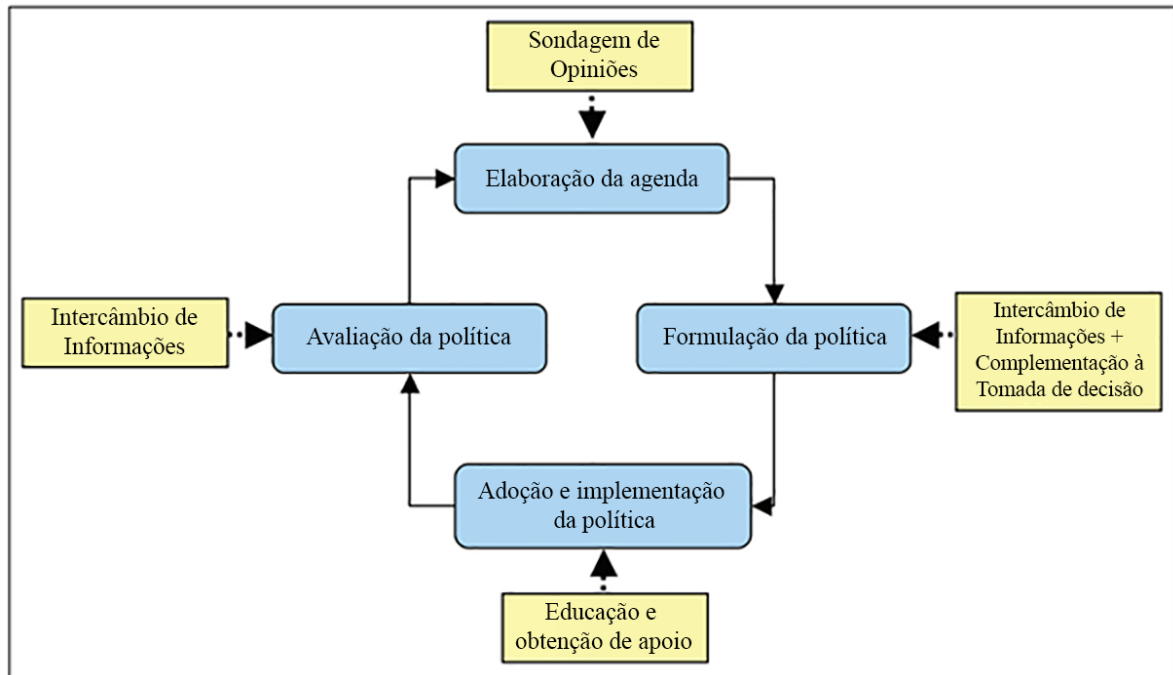 Sondagem de
Opiniões
Elaboração da agenda
Intercâmbio de
Informações
Avaliação da política
Formulação da política
Intercâmbio de
Informações +
Complementação à
Tomada de decisão
Adoção e implementação
da política
Educação e
obtenção de apoio